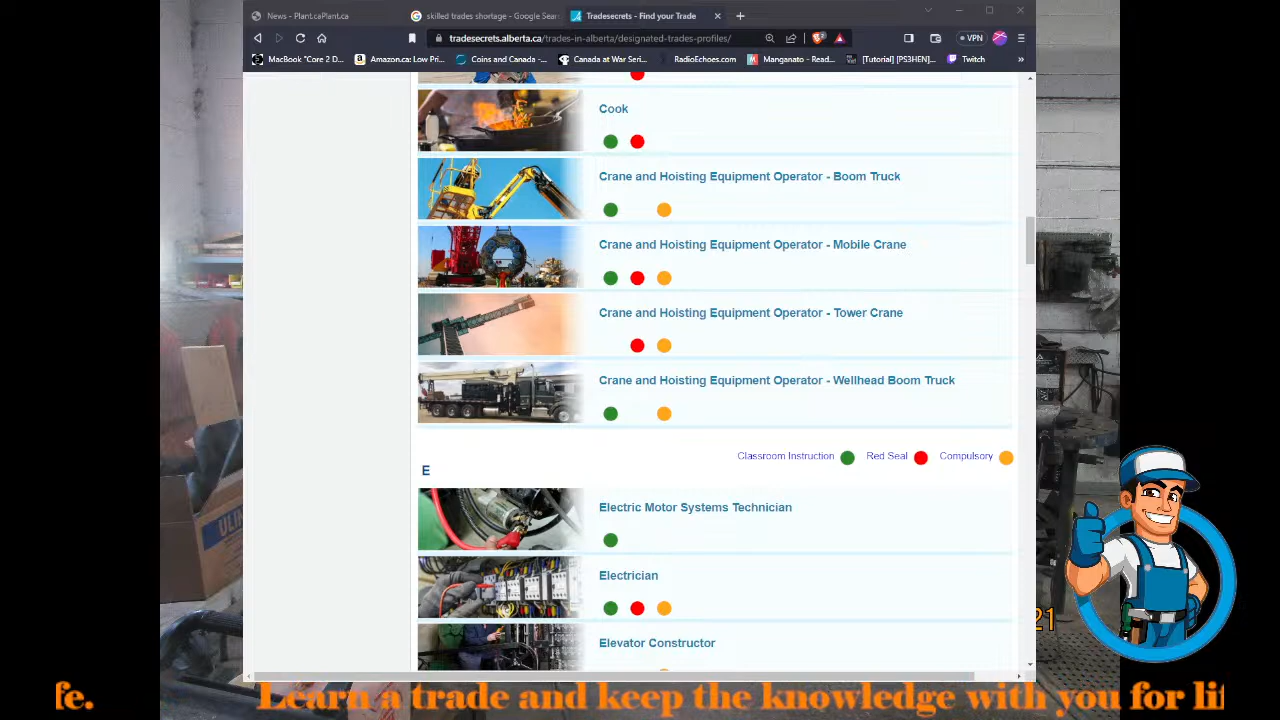 News - Plant.caPlant.ca
skilled trades shortage - Google Sear
Tradesecrets - Find your Trade
tradesecrets.alberta.ca/trades-in-alberta/designated-trades-profiles/
VPN
MacBook "Core 2 D...
Amazon.ca: Low Pri...
Coins and Canada -...
Canada at War Seri...
RadioEchoes.com
Manganato - Read...
[Tutorial] [PS3HEN]...
Twitch
Cook
Crane and Hoisting Equipment Operator - Boom Truck
Crane and Hoisting Equipment Operator - Mobile Crane
Crane and Hoisting Equipment Operator - Tower Crane
Crane and Hoisting Equipment Operator - Wellhead Boom Truck
Classroom Instruction Red Seal Compulsory
E
Electric Motor Systems Technician
Electrician
Elevator Constructor
21
fe. Learn a trade and keep the knowledge with you for lif